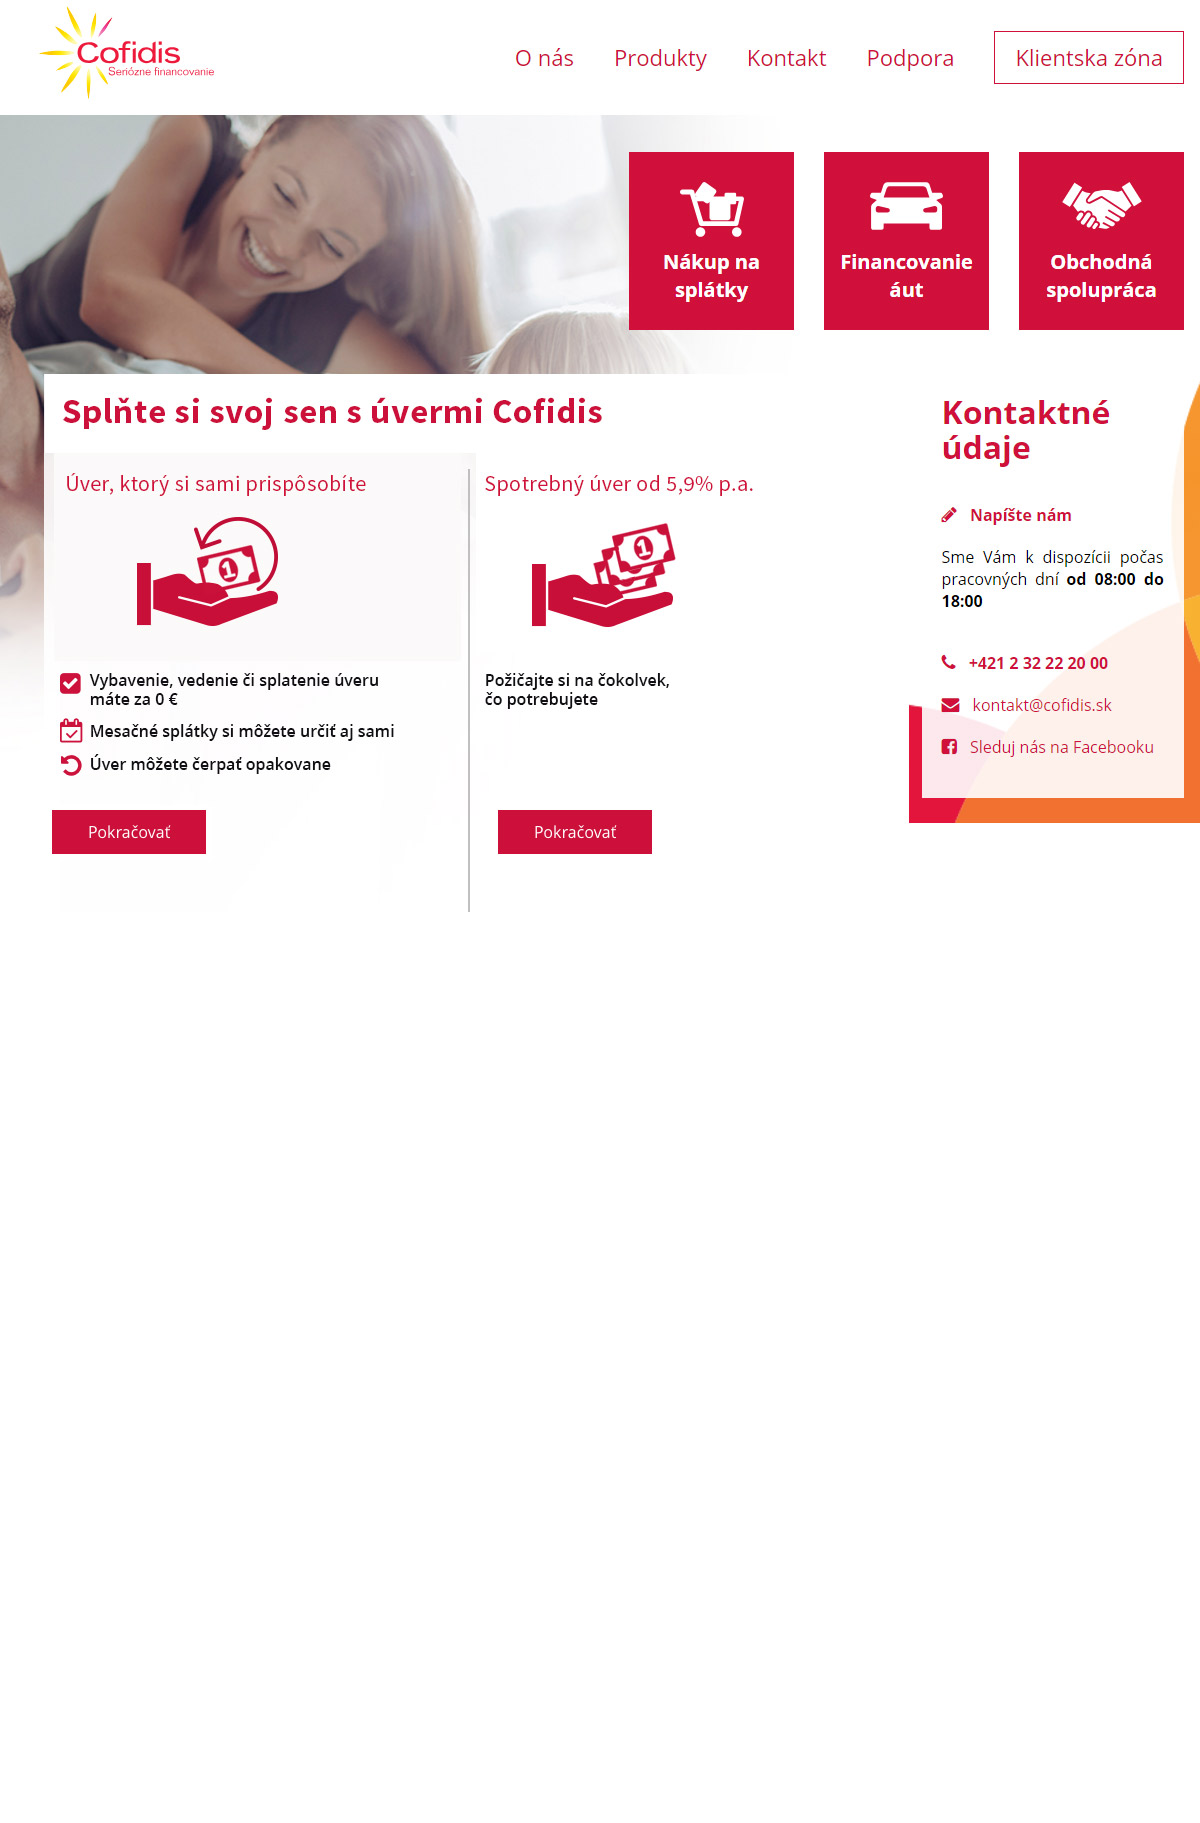 Cofidis
Seriózne financovanie
O nás
Produkty
Kontakt
Podpora
Klientska zóna
Nákup na
splátky
Financovanie
áut
Obchodná
spolupráca
Splňte si svoj sen s úvermi Cofidis
Úver, ktorý si sami prispôsobíte
1
Vybavenie, vedenie či splatenie úveru
máte za 0 €
Mesačné splátky si môžete určiť aj sami
Úver môžete čerpať opakovane
Pokračovať
Spotrebný úver od 5,9% p.a.
1
Požičajte si na čokolvek,
čo potrebujete
Pokračovať
Kontaktné
údaje
Napíšte nám
Sme Vám k dispozícii počas
pracovných dní od 08:00 do
18:00
+421 2 32 22 20 00
kontakt@cofidis.sk
Sleduj nás na Facebooku